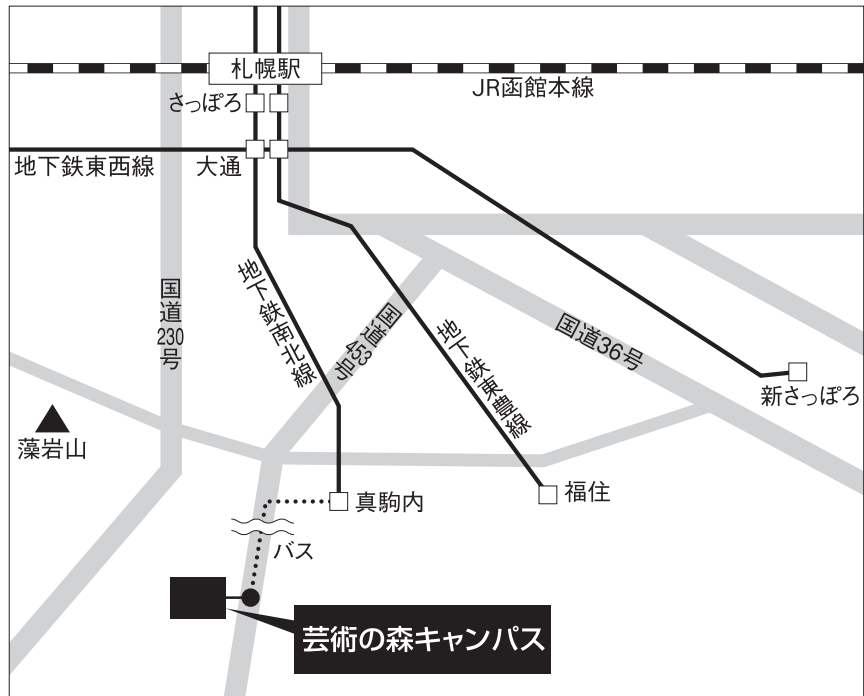 札幌駅
さっぽろ
JR函館本線
地下鉄東西線
大通
国道230号
地下鉄南北線
国道453号
地下鉄東豊線
国道36号
新さっぽろ
藻岩山
真駒内
福住
バス
芸術の森キャンパス